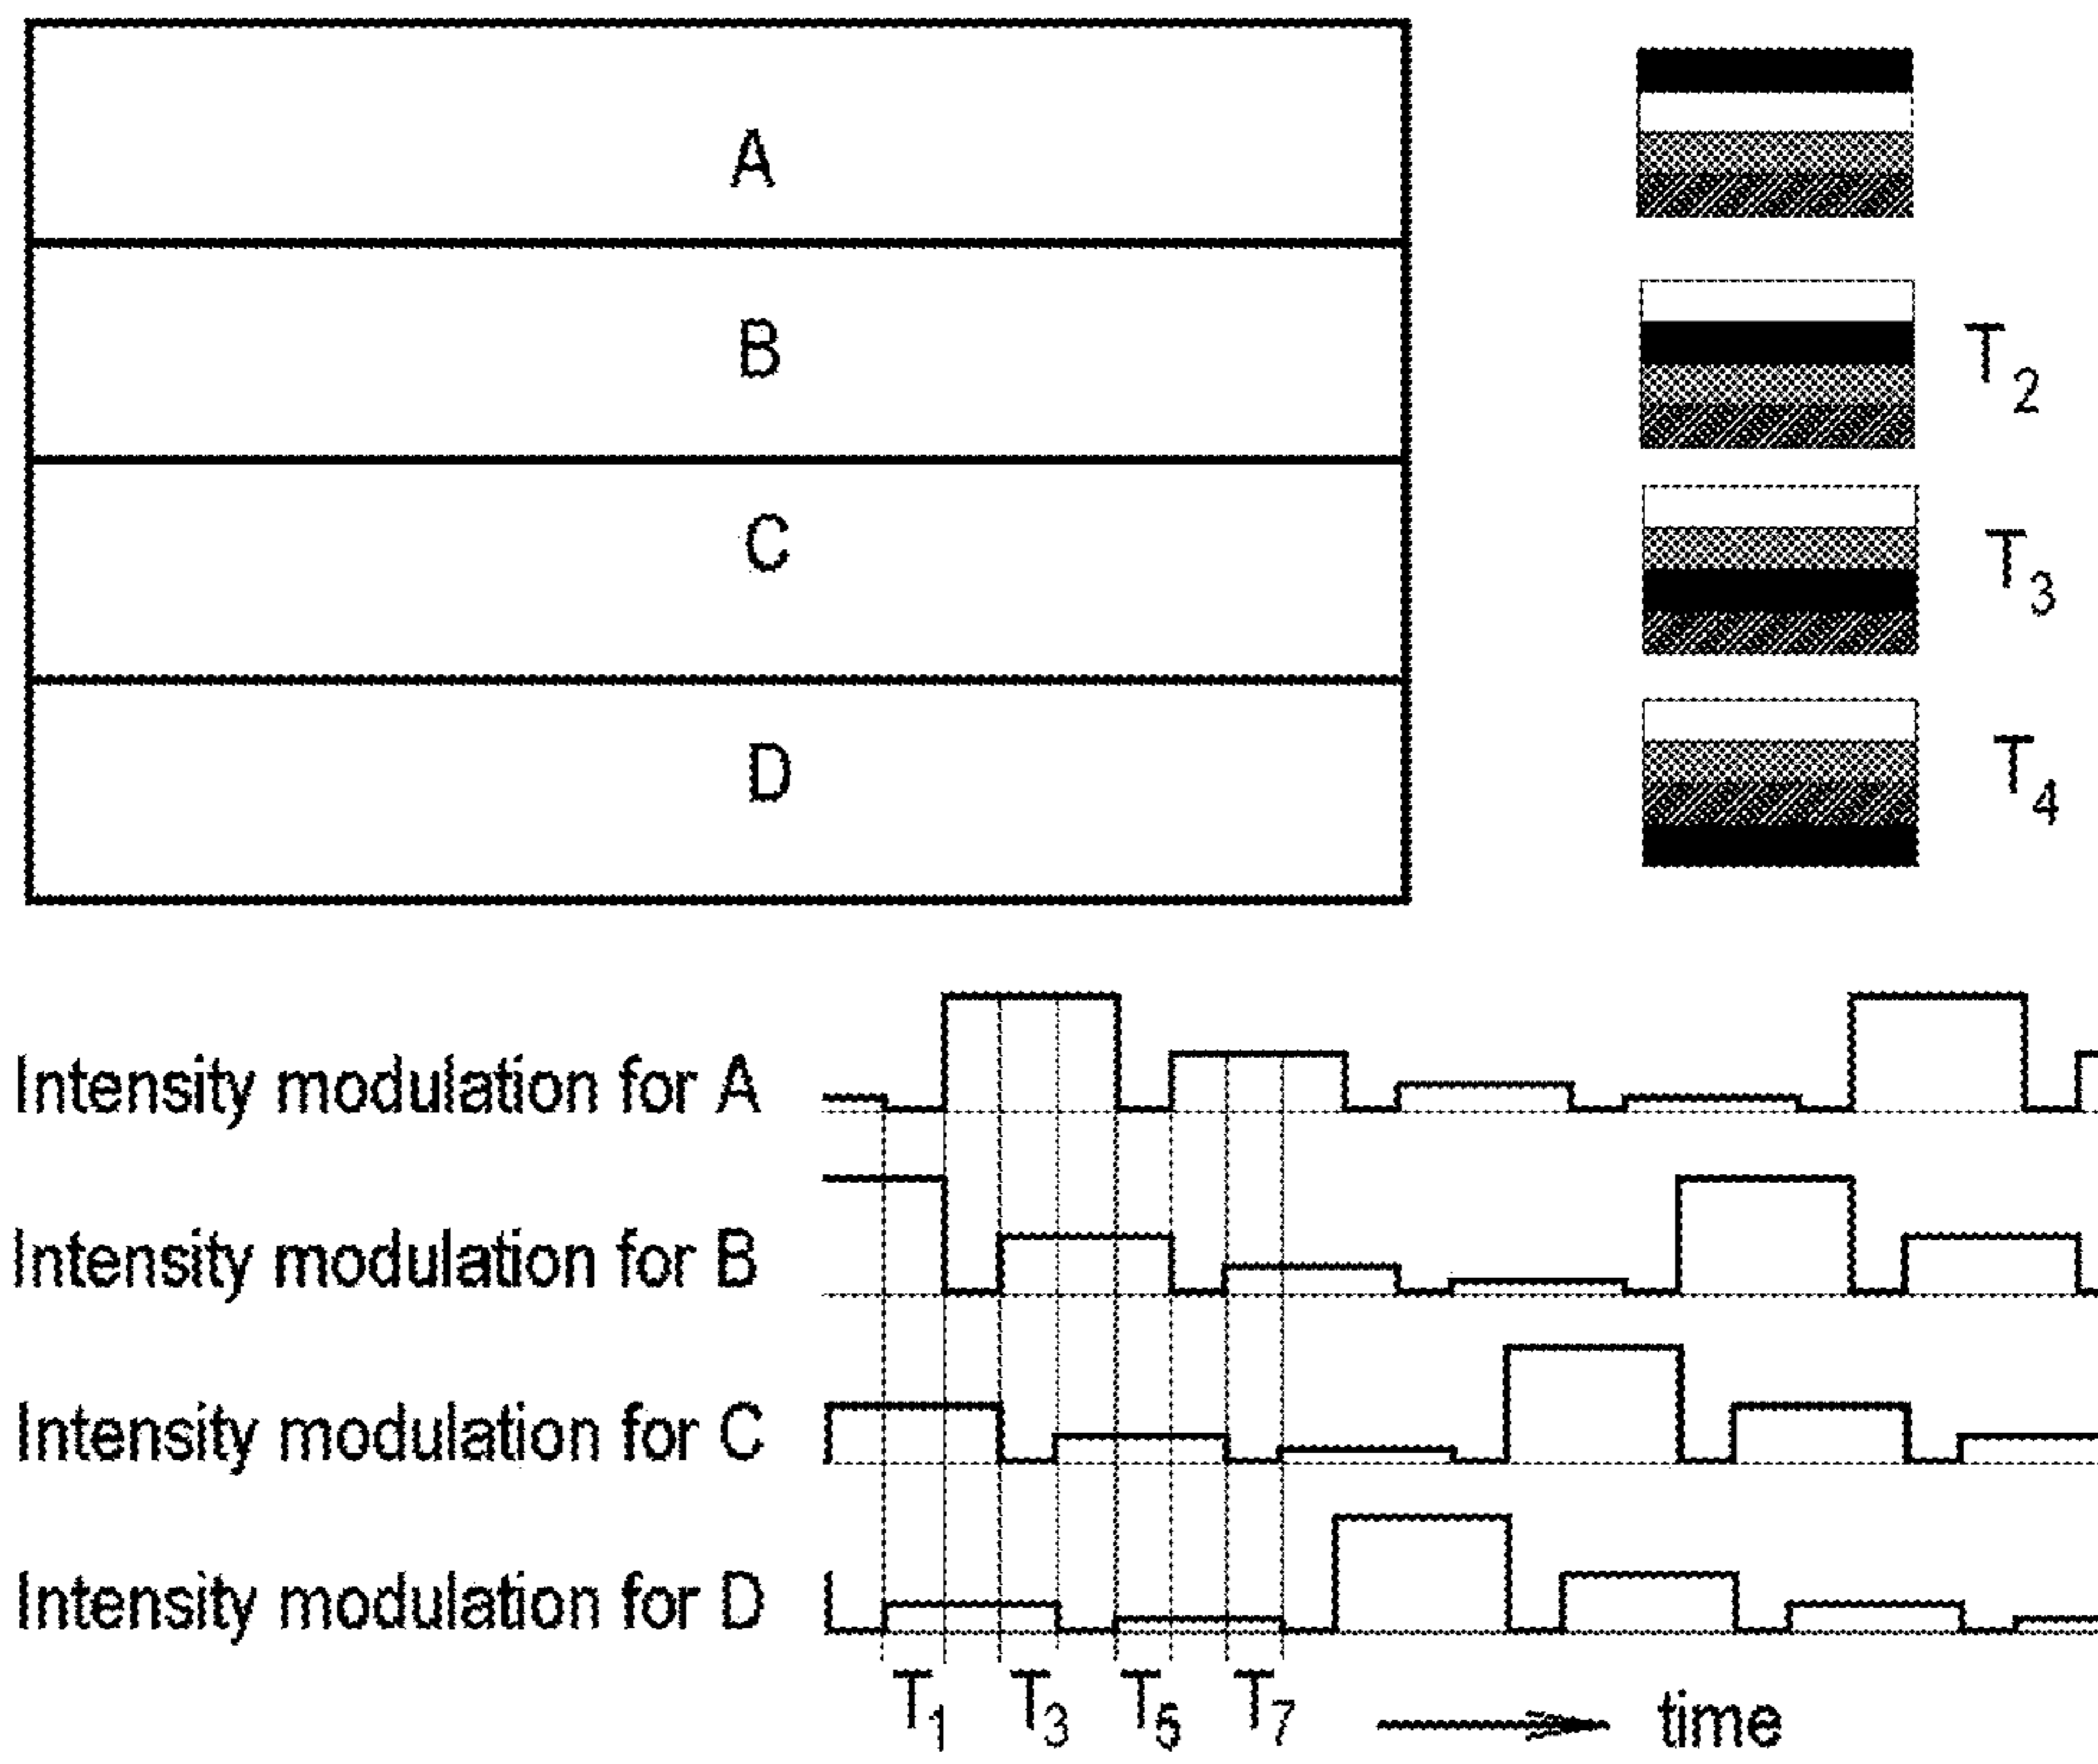 A
B
T2
C
T3
D
T4
Intensity modulation for A
Intensity modulation for B
Intensity modulation for C
Intensity modulation for D
T1 T3 T5 T7 time